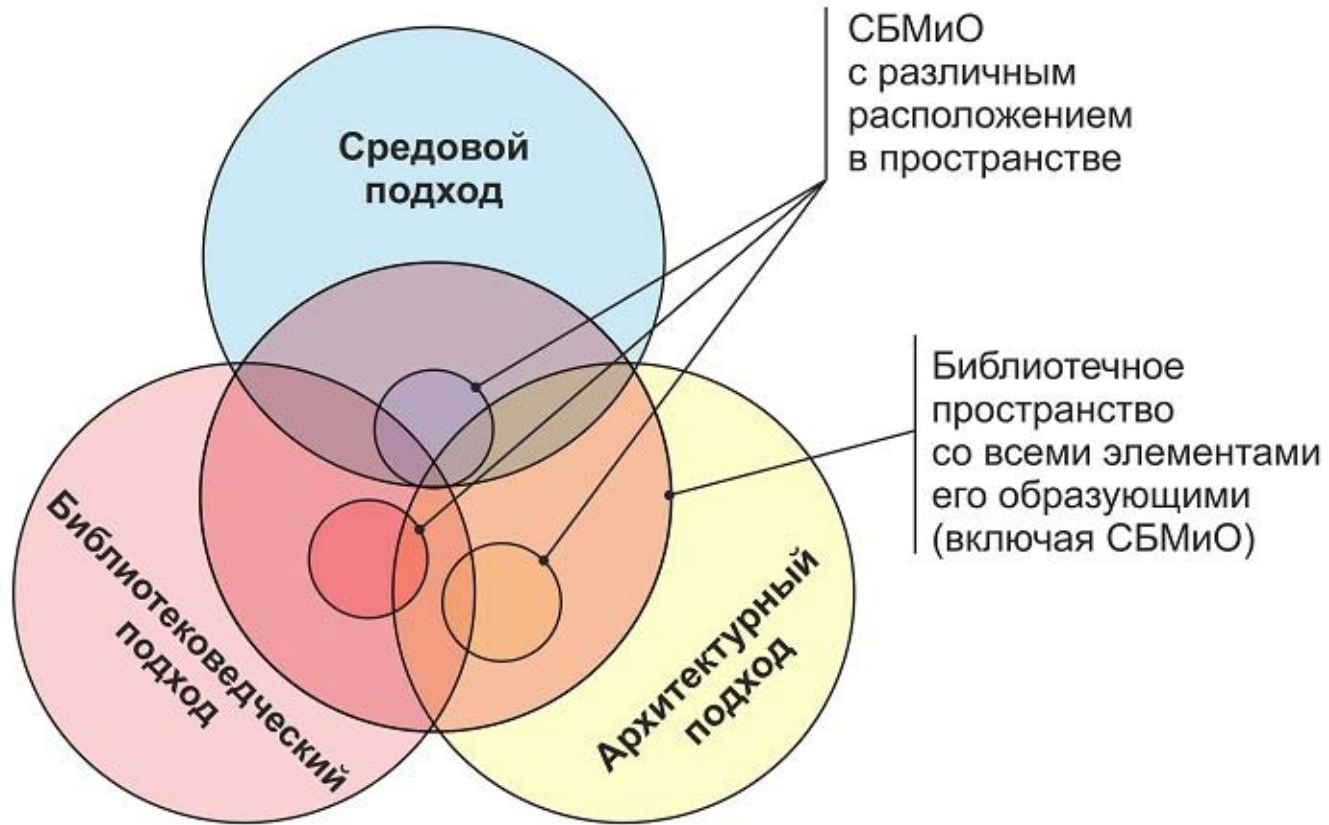 СБМиО
с различным
расположением
в пространстве
Средовой
подход
Библиотечное
пространство
со всеми элементами
его образующими
(включая СБМиО)
Библиотековедческий
подход
Архитектурный
подход